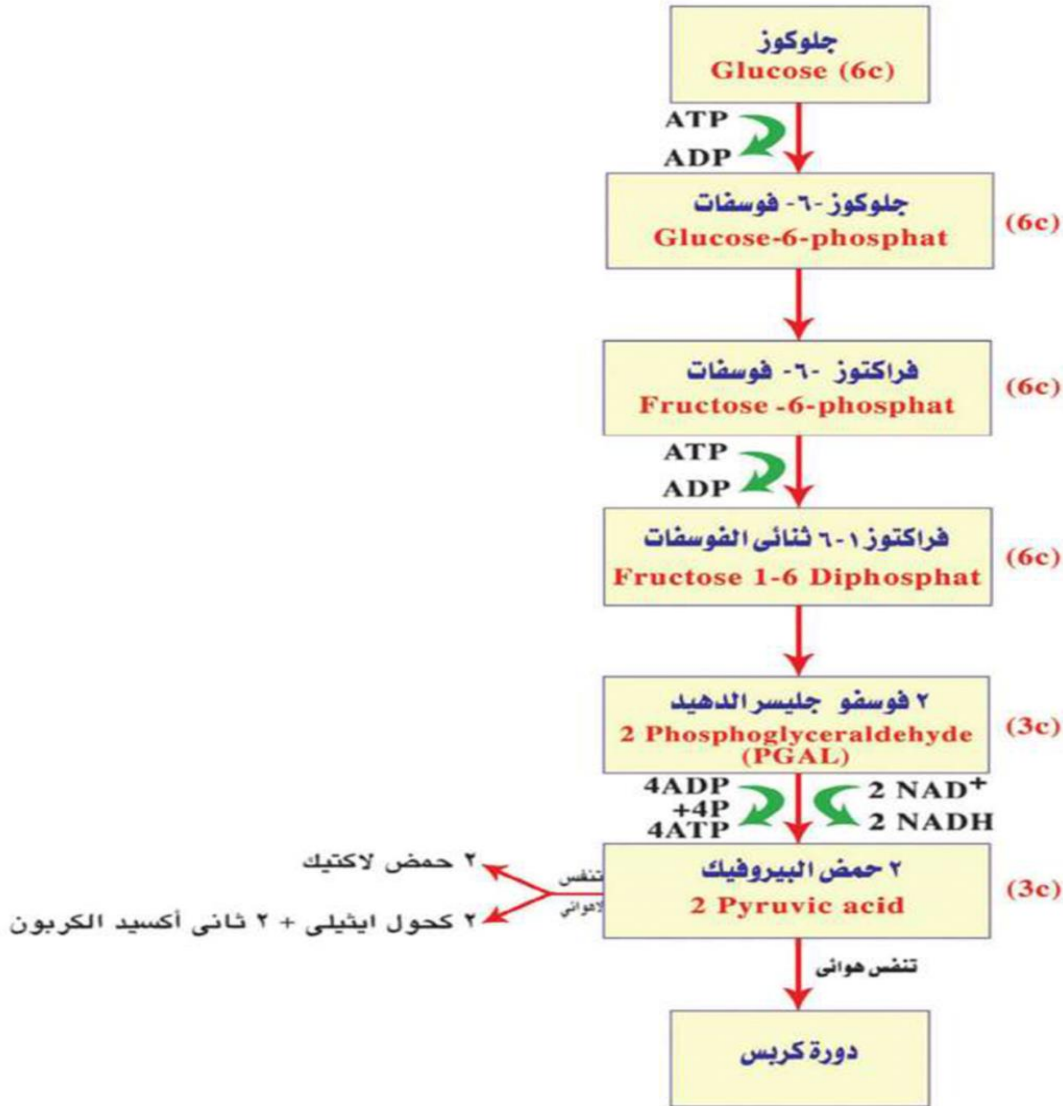 جلوكوز
Glucose (6c)
ATP
ADP
جلوكوز -٦- فوسفات
Glucose-6-phosphat
(6c)
فراكتوز -٦- فوسفات
Fructose -6-phosphat
(6c)
ATP
ADP
فراكتوز ١-٦ ثنائى الفوسفات
Fructose 1-6 Diphosphat
(6c)
٢ فوسفو جليسر الدهيد
2 Phosphoglyceraldehyde
(PGAL)
(3c)
4ADP
+4P
4ATP
2 NAD+
2 NADH
٢ حمض البيروفيك
2 Pyruvic acid
(3c)
تنفس
لاهوائي
٢ حمض لاكتيك
٢ كحول ايثيلى + ٢ ثانى أكسيد الكربون
تنفس هوائى
دورة كربس